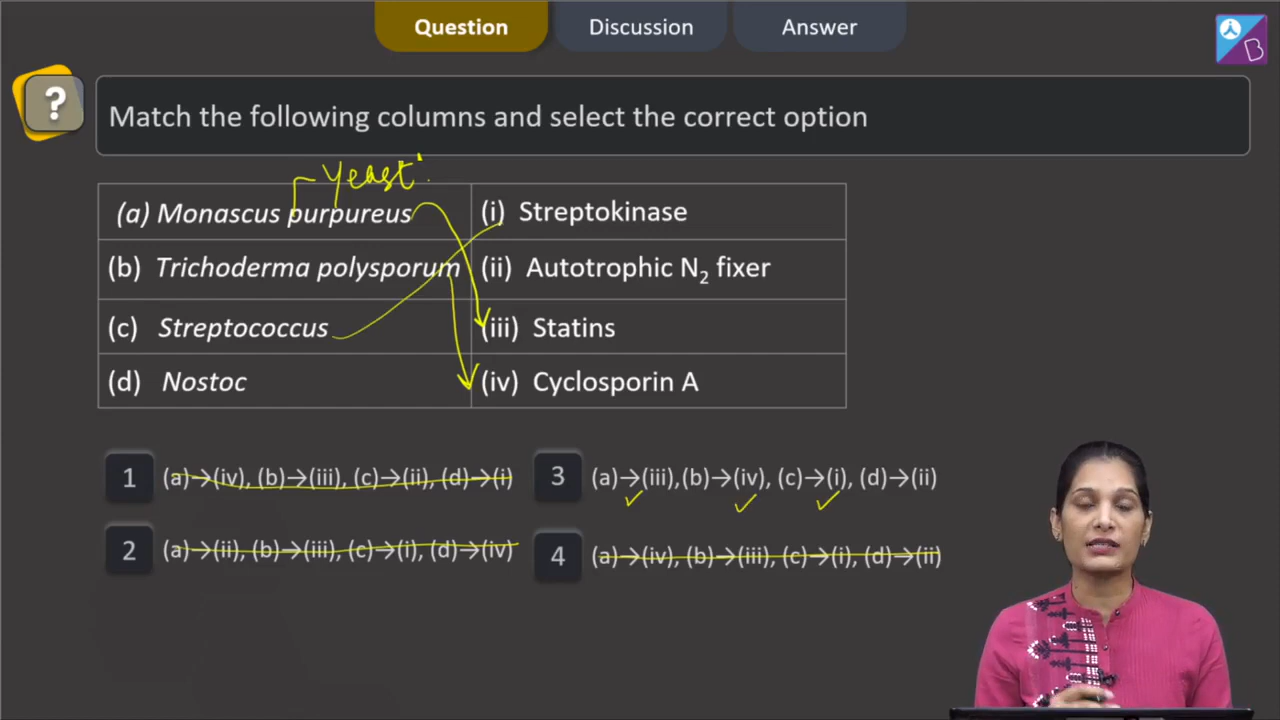 Question Discussion Answer
B
?
Match the following columns and select the correct option
Yeast
(a) Monascus purpureus (i) Streptokinase
(b) Trichoderma polysporum (ii) Autotrophic N₂ fixer
(c) Streptococcus (iii) Statins
(d) Nostoc (iv) Cyclosporin A
1 (a)→(iv), (b)→(iii), (c)→(ii), (d)→(i) 3 (a)→(iii),(b)→(iv), (c)→(i), (d)→(ii)
2 (a)→(ii), (b)→(iii), (c)→(i), (d)→(iv) 4 (a)→(iv), (b)→(iii), (c)→(i), (d)→(ii)